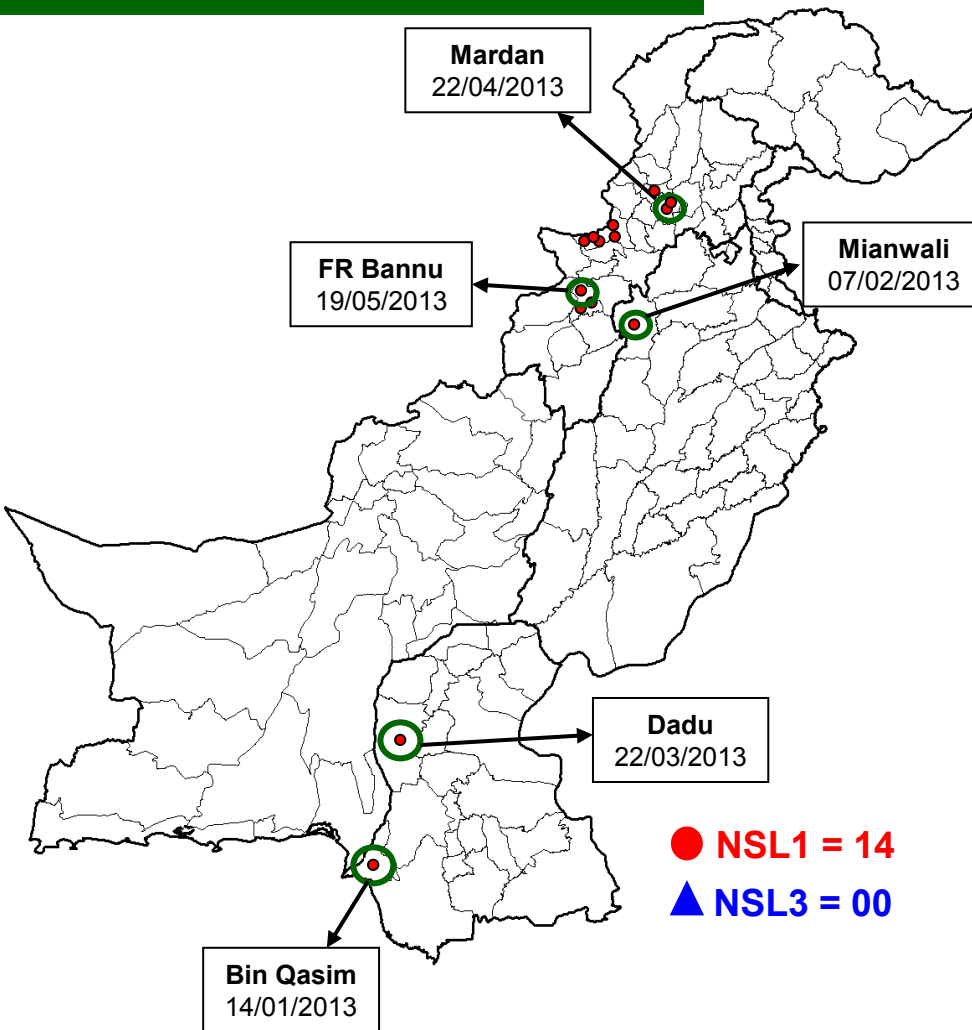 Mardan
22/04/2013
Mianwali
07/02/2013
FR Bannu
19/05/2013
Dadu
22/03/2013
NSL1 = 14
NSL3 = 00
Bin Qasim
14/01/2013